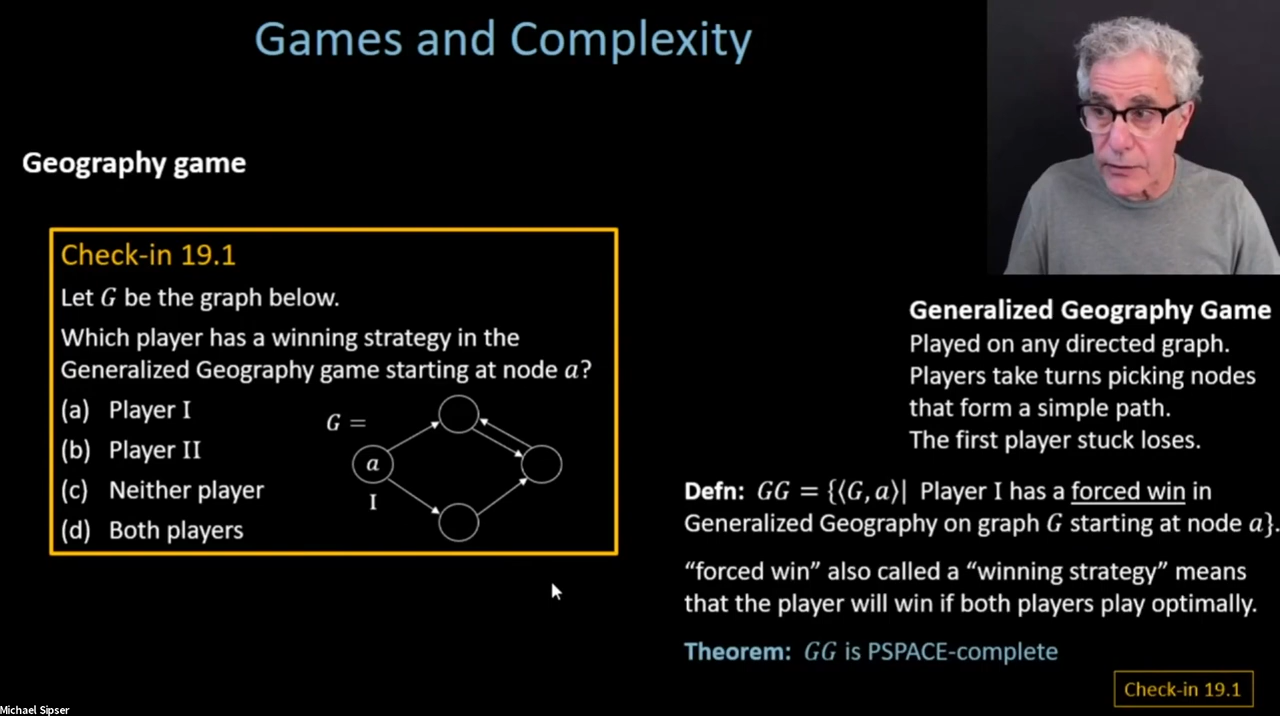 Games and Complexity
Geography game
Check-in 19.1
Let G be the graph below.
Which player has a winning strategy in the
Generalized Geography game starting at node a?
(a) Player I
(b) Player II
(c) Neither player
(d) Both players
G =
a
I
Generalized Geography Game
Played on any directed graph.
Players take turns picking nodes
that form a simple path.
The first player stuck loses.
Defn: GG = {⟨G, a⟩| Player I has a forced win in
Generalized Geography on graph G starting at node a}.
“forced win” also called a “winning strategy” means
that the player will win if both players play optimally.
Theorem: GG is PSPACE-complete
Check-in 19.1
Michael Sipser